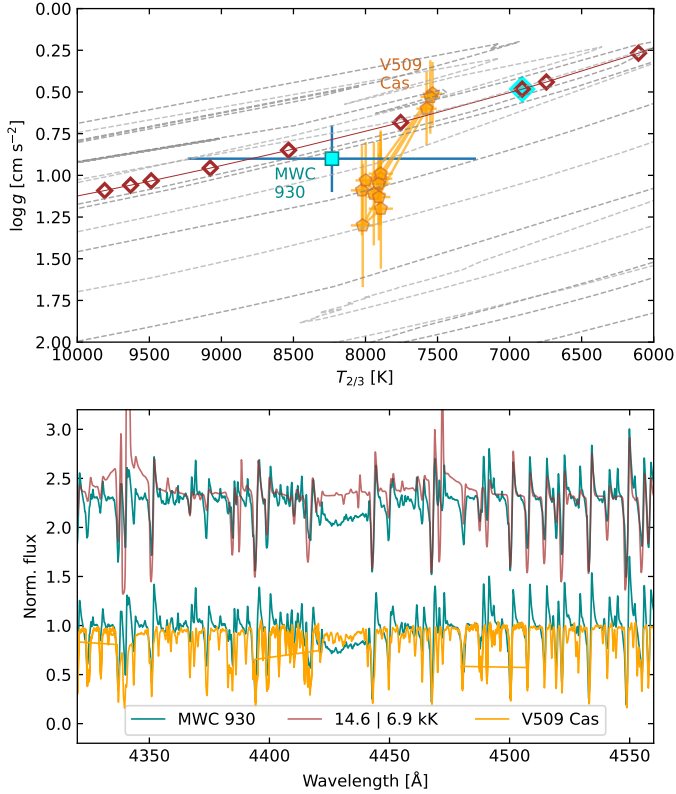 0.00
0.25
0.50
0.75
1.00
1.25
1.50
1.75
2.00
log g [cm s⁻²]
V509
Cas
MWC
930
10000 9500 9000 8500 8000 7500 7000 6500 6000
T₂/₃ [K]
3.0
2.5
2.0
1.5
1.0
0.5
0.0
Norm. flux
MWC 930 14.6 | 6.9 kK V509 Cas
4350 4400 4450 4500 4550
Wavelength [Å]